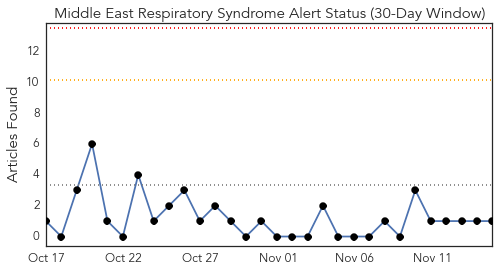 Middle East Respiratory Syndrome Alert Status (30-Day Window)
Articles Found
12
10
8
6
4
2
0
Oct 17 Oct 22 Oct 27 Nov 01 Nov 06 Nov 11